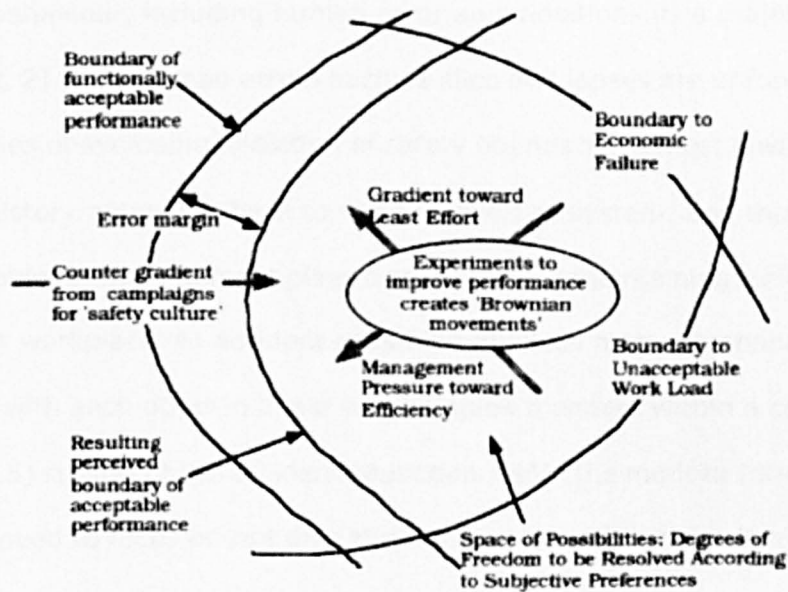 Boundary of
functionally
acceptable
performance
Boundary to
Economic
Failure
Gradient toward
Least Effort
Error margin
Experiments to
improve performance
creates 'Brownian
movements'
Counter gradient
from campaigns
for 'safety culture'
Boundary to
Unacceptable
Work Load
Management
Pressure toward
Efficiency
Resulting
perceived
boundary of
acceptable
performance
Space of Possibilities: Degrees of
Freedom to be Resolved According
to Subjective Preferences